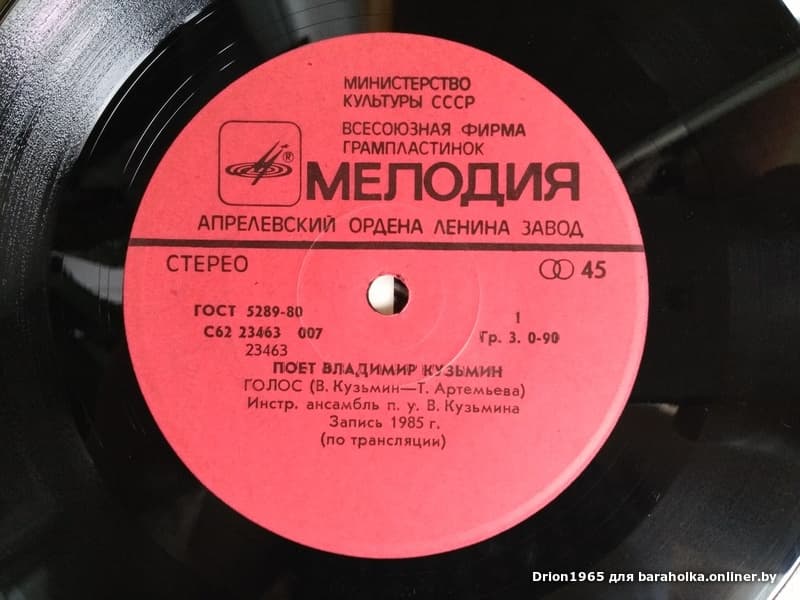 МИНИСТЕРСТВО
КУЛЬТУРЫ СССР
ВСЕСОЮЗНАЯ ФИРМА
ГРАМПЛАСТИНОК
®
МЕЛОДИЯ
АПРЕЛЕВСКИЙ ОРДЕНА ЛЕНИНА ЗАВОД
СТЕРЕО
45
ГОСТ 5289-80
1
С62 23463 007
Гр. 3. 0-90
23463
ПОЕТ ВЛАДИМИР КУЗЬМИН
ГОЛОС (В. Кузьмин—Т. Артемьева)
Инстр. ансамбль п. у. В. Кузьмина
Запись 1985 г.
(по трансляции)
Drion1965 для baraholka.onliner.by